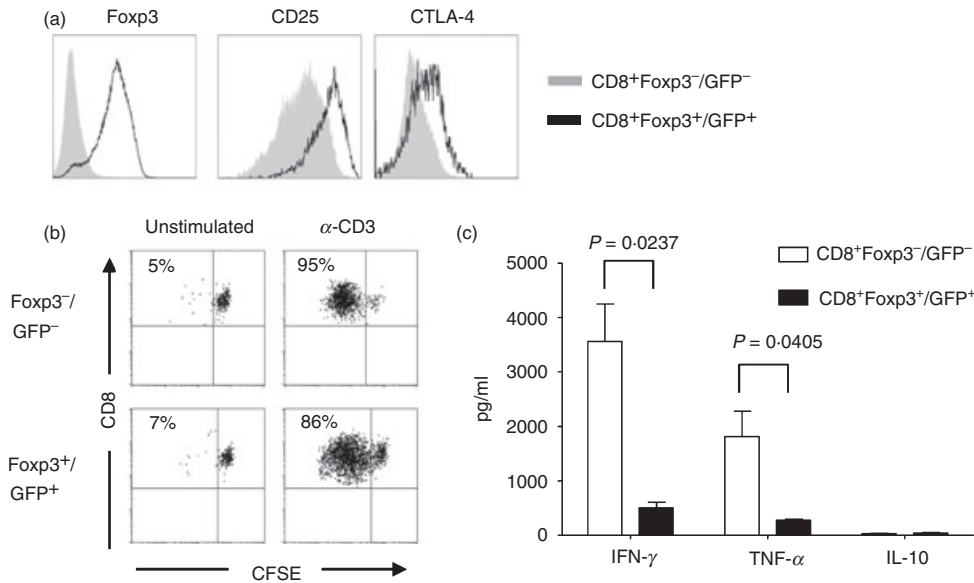 (a)
Foxp3
CD25
CTLA-4
CD8⁺Foxp3⁻/GFP⁻
CD8⁺Foxp3⁺/GFP⁺
(b)
Unstimulated
α-CD3
Foxp3⁻/
GFP⁻
5%
95%
CD8
Foxp3⁺/
GFP⁺
7%
86%
CFSE
(c)
P = 0·0237
CD8⁺Foxp3⁻/GFP⁻
CD8⁺Foxp3⁺/GFP⁺
P = 0·0405
pg/ml
5000
4000
3000
2000
1000
0
IFN-γ
TNF-α
IL-10